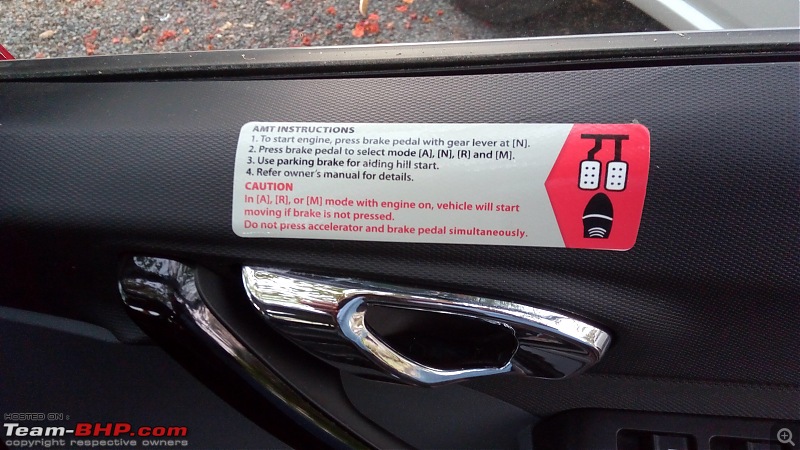 AMT INSTRUCTIONS
1. To start engine, press brake pedal with gear lever at [N].
2. Press brake pedal to select mode [A], [N], [R] and [M].
3. Use parking brake for aiding hill start.
4. Refer owner's manual for details.
CAUTION
In [A], [R], or [M] mode with engine on, vehicle will start
moving if brake is not pressed.
Do not press accelerator and brake pedal simultaneously.
HOSTED ON :
Team-BHP.com
copyright respective owners